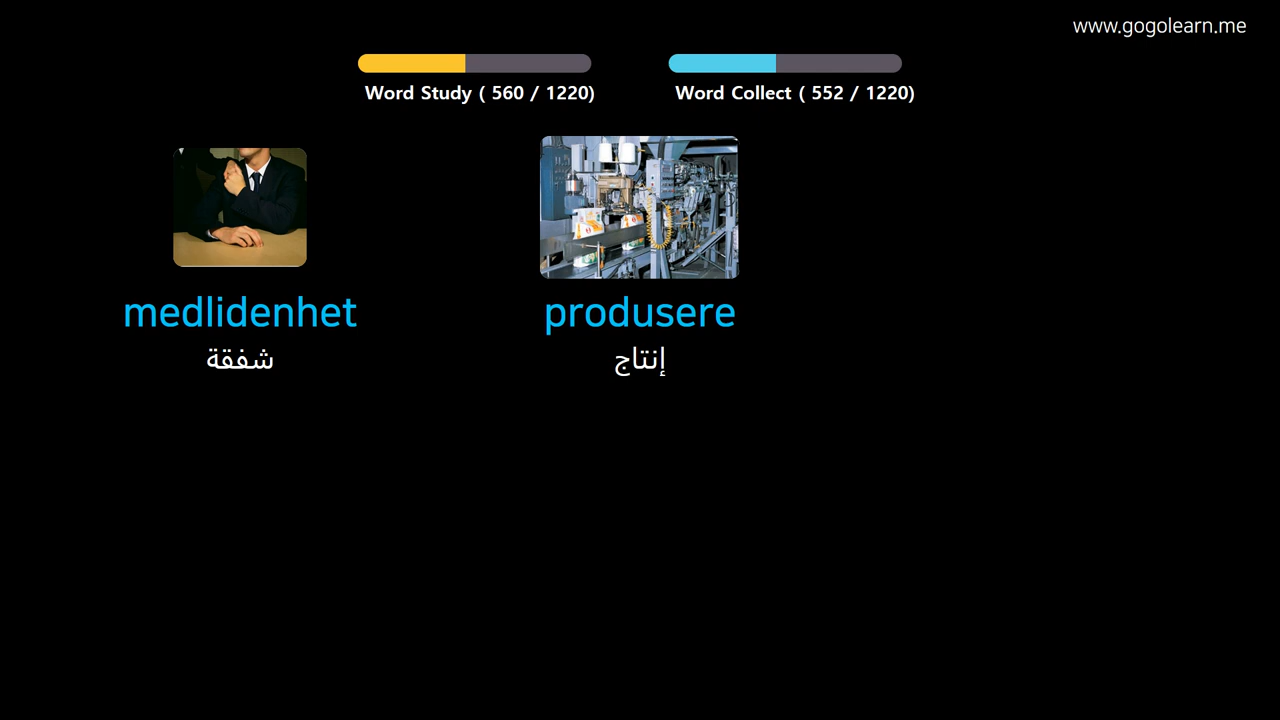 www.gogolearn.me
Word Study ( 560 / 1220)
Word Collect ( 552 / 1220)
medlidenhet
شفقة
produsere
إنتاج